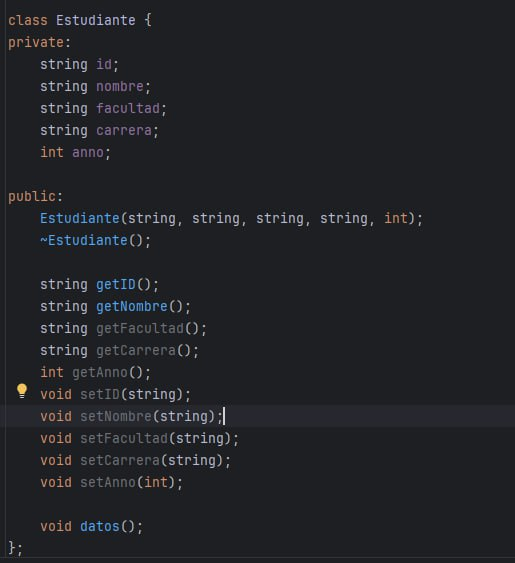 class Estudiante {
private:
    string id;
    string nombre;
    string facultad;
    string carrera;
    int anno;

public:
    Estudiante(string, string, string, string, int);
    ~Estudiante();

    string getID();
    string getNombre();
    string getFacultad();
    string getCarrera();
    int getAnno();
    void setID(string);
    void setNombre(string);
    void setFacultad(string);
    void setCarrera(string);
    void setAnno(int);

    void datos();
};